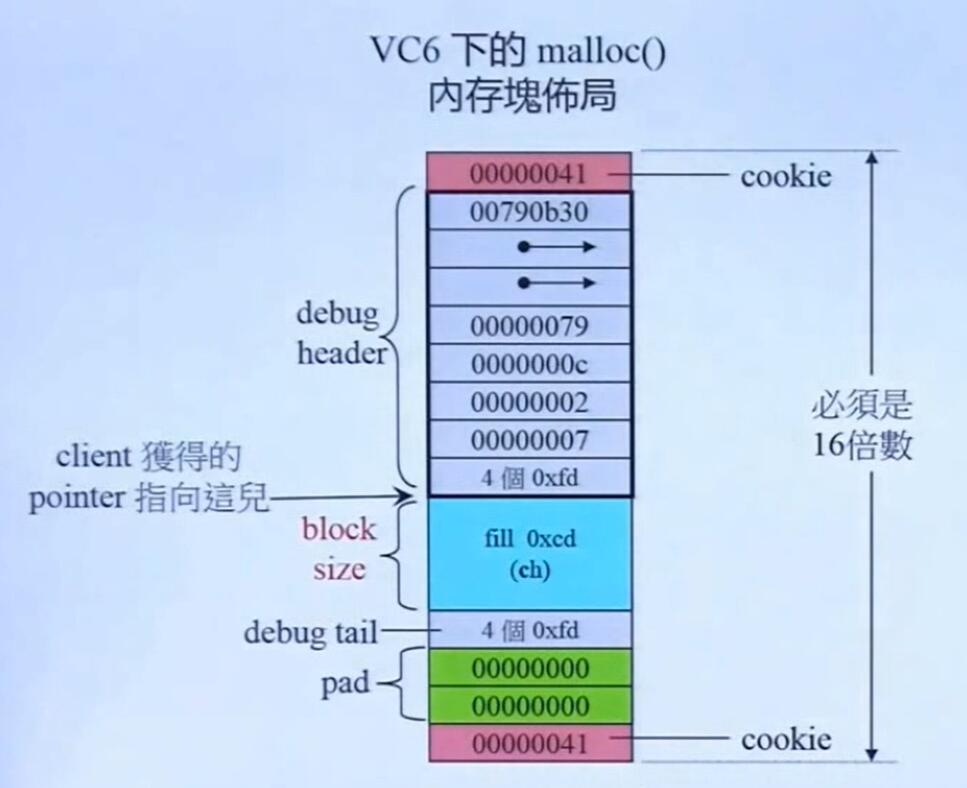 VC6 下的 malloc()
內存塊佈局
00000041
cookie
00790b30
debug
header
00000079
0000000c
00000002
00000007
4 個 0xfd
必須是
16倍數
client 獲得的
pointer 指向這兒
block
size
fill 0xcd
(ch)
debug tail
4 個 0xfd
pad
00000000
00000000
00000041
cookie